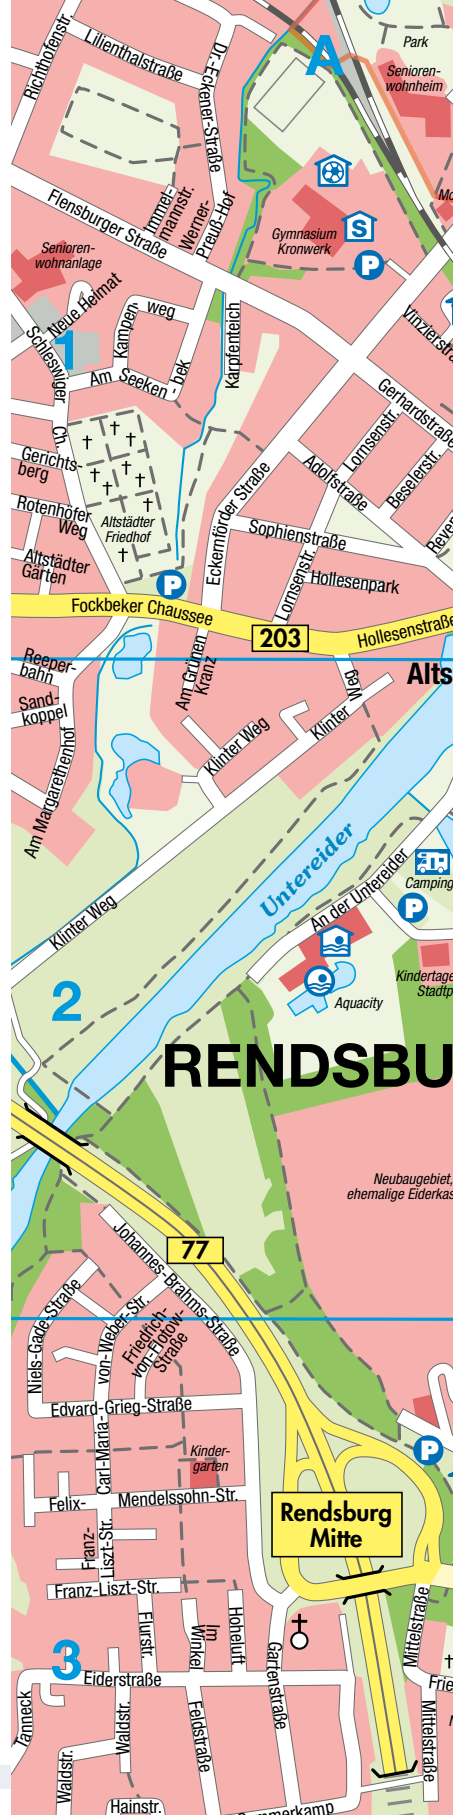 Richthofenstr.
Lilienthalstraße
Dr.-Eckener-Straße
A
Park
Senioren-
wohnheim
Immel-
mannstr.
Werner-
Preuß-Hof
Flensburger Straße
Gymnasium
Kronwerk
S
P
Senioren-
wohnanlage
Neue Heimat
1
Schleswiger
Ch.
Kampen-
weg
Am Seeken-
bek
Karpfenteich
Gerhardstraße
Lornsenstr.
Beselerstr.
Adolfstraße
Gerichts-
berg
Rotenhöfer
Weg
Altstädter
Friedhof
Altstädter
Gärten
Eckernförder Straße
Sophienstraße
Lornsenstr.
Hollesenpark
P
Fockbeker Chaussee
203
Hollesenstraße
Reeper-
bahn
Sand-
koppel
Am Margarethenhof
Am Grünen
Kranz
Alts
Klinter
Weg
Klinter Weg
Untereider
An der Untereider
Camping
P
Klinter Weg
2
Aquacity
Kindertage
Stadtp
RENDSBU
Neubaugebiet,
ehemalige Eiderkas
77
Johannes-Brahms-Straße
Niels-Gade-Straße
Carl-Maria-
von-Weber-Str.
Friedrich-
von-Flotow-
Straße
Edvard-Grieg-Straße
Kinder-
garten
P
Felix-
Mendelssohn-Str.
Rendsburg
Mitte
Franz-
Liszt-Str.
Franz-Liszt-Str.
Flurstr.
Im
Winkel
Hoheluft
Gartenstraße
Mittelstraße
3
Eiderstraße
Frie
Tanneck
Waldstr.
Feldstraße
Mittelstraße
Waldstr.
Hainstr.
mmerkamp